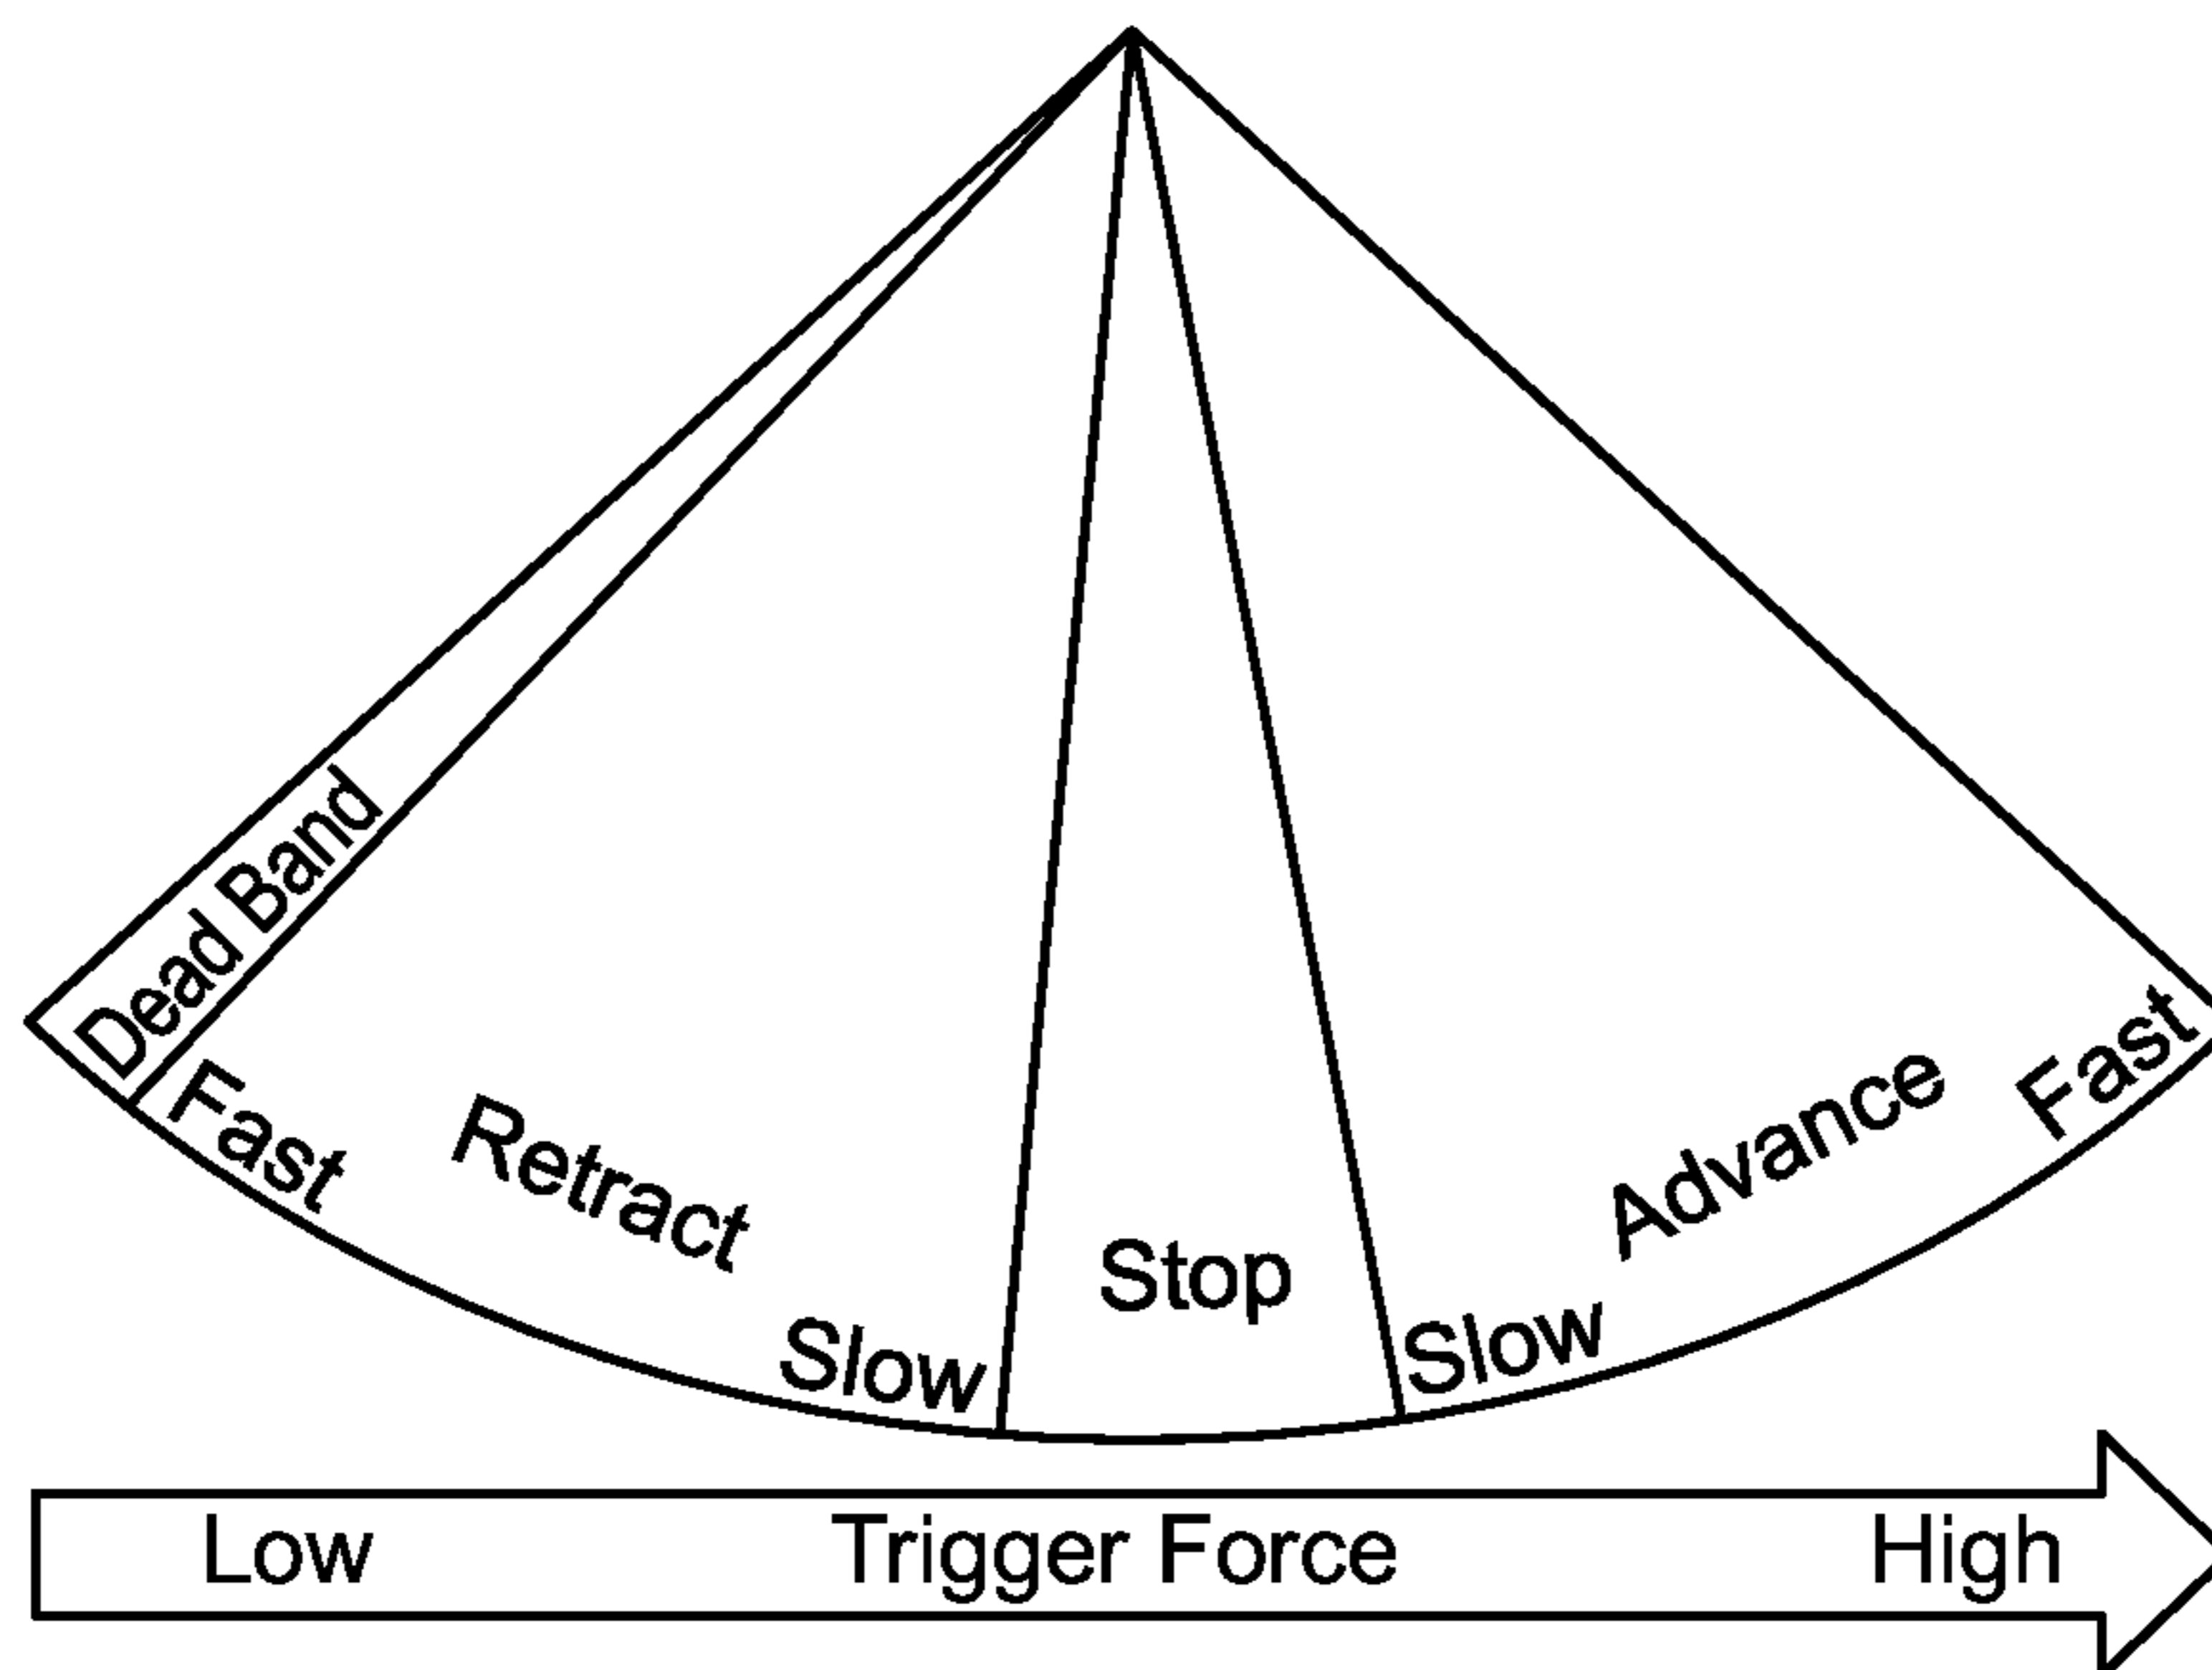 Dead Band
Fast
Retract
Slow
Stop
Slow
Advance
Fast
Low
Trigger Force
High